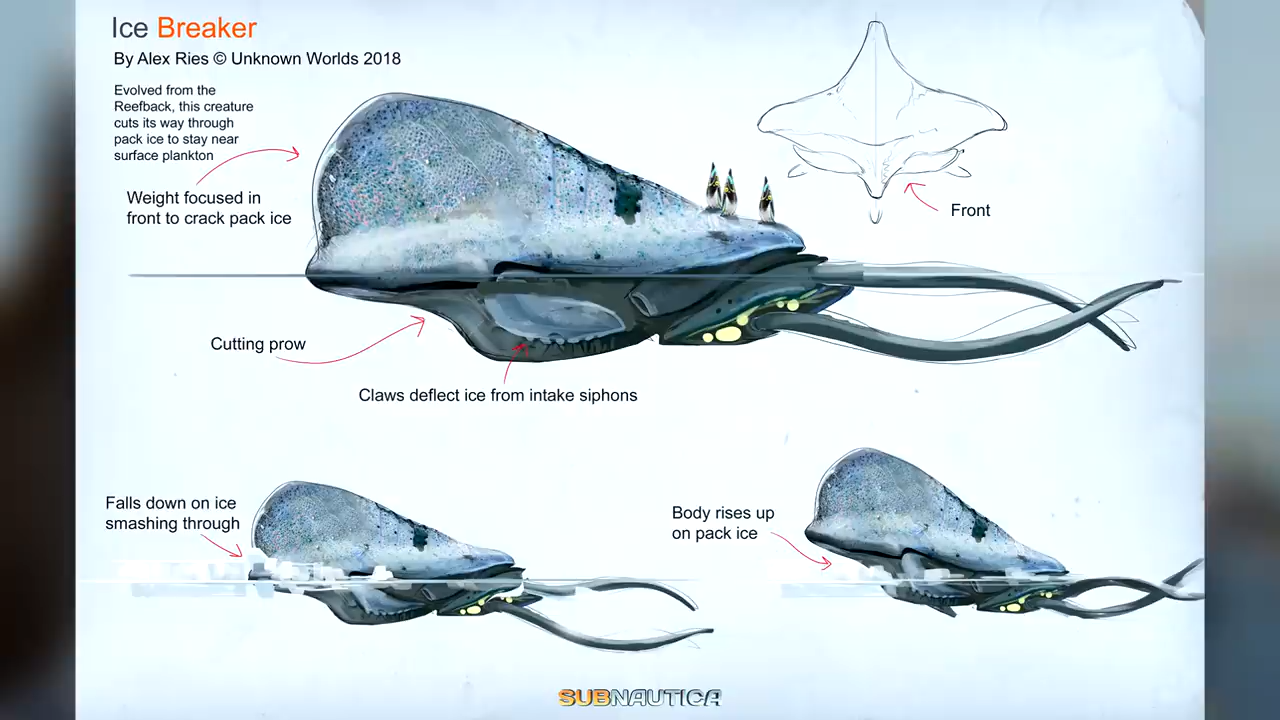 Ice Breaker
By Alex Ries © Unknown Worlds 2018
Evolved from the
Reefback, this creature
cuts its way through
pack ice to stay near
surface plankton
Weight focused in
front to crack pack ice
Front
Cutting prow
Claws deflect ice from intake siphons
Falls down on ice
smashing through
Body rises up
on pack ice
SUBNAUTICA